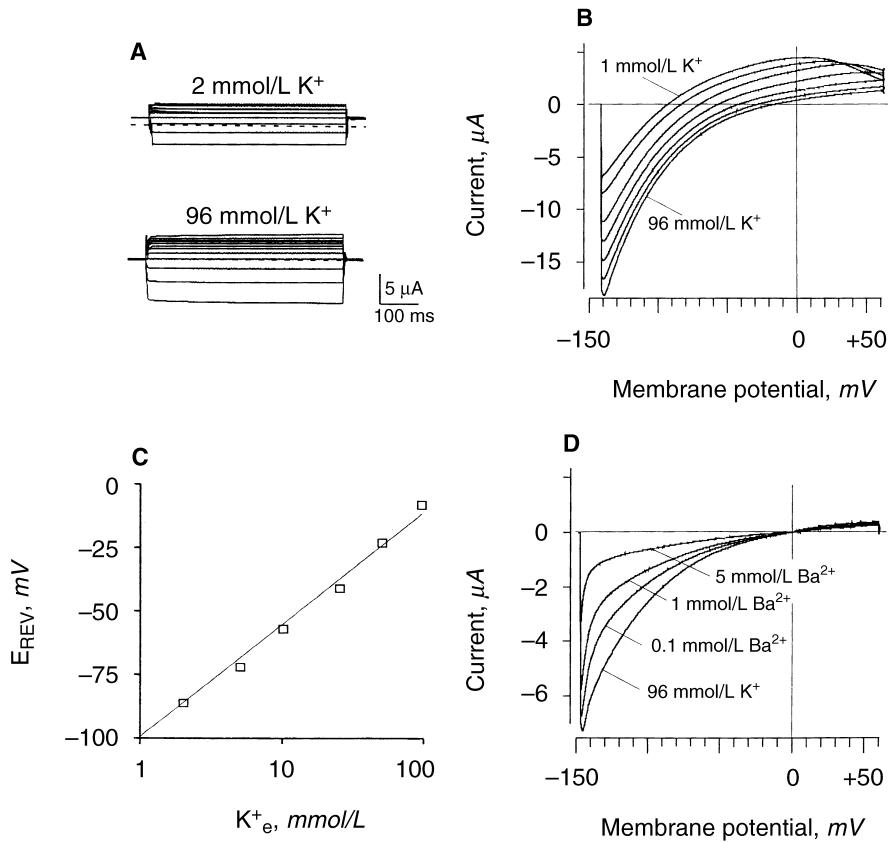 A
2 mmol/L K⁺
96 mmol/L K⁺
5 µA
100 ms
B
1 mmol/L K⁺
96 mmol/L K⁺
0
−5
−10
−15
Current, µA
−150
0
+50
Membrane potential, mV
C
0
−25
−50
−75
−100
E_REV, mV
1
10
100
K⁺e, mmol/L
D
0
−2
−4
−6
Current, µA
5 mmol/L Ba²⁺
1 mmol/L Ba²⁺
0.1 mmol/L Ba²⁺
96 mmol/L K⁺
−150
0
+50
Membrane potential, mV